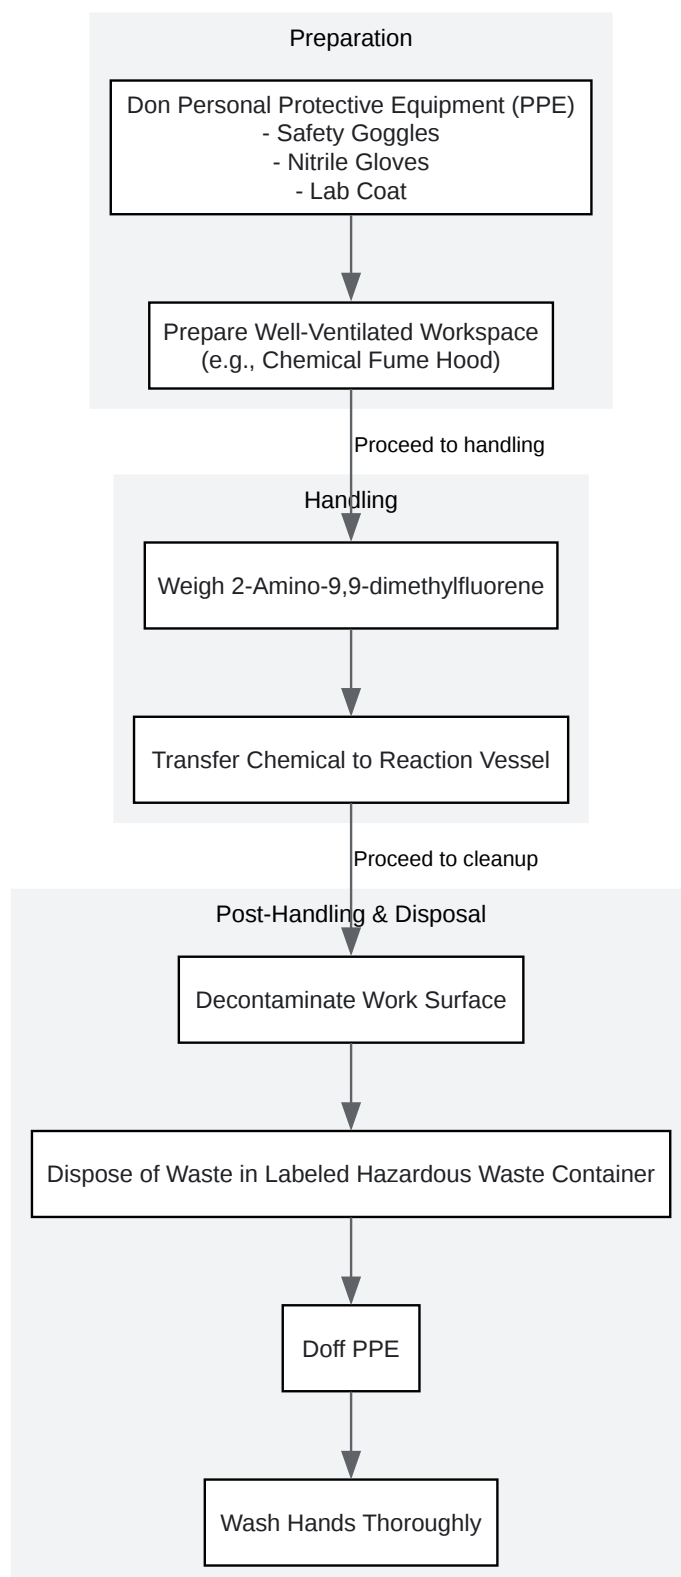 Preparation
Don Personal Protective Equipment (PPE)
- Safety Goggles
- Nitrile Gloves
- Lab Coat
Prepare Well-Ventilated Workspace
(e.g., Chemical Fume Hood)
Proceed to handling
Handling
Weigh 2-Amino-9,9-dimethylfluorene
Transfer Chemical to Reaction Vessel
Proceed to cleanup
Post-Handling & Disposal
Decontaminate Work Surface
Dispose of Waste in Labeled Hazardous Waste Container
Doff PPE
Wash Hands Thoroughly